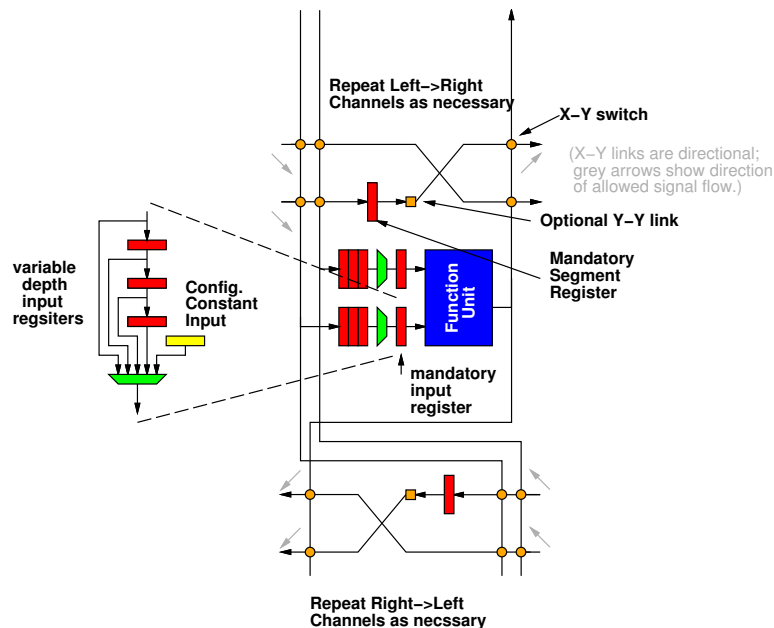 Repeat Left->Right
Channels as necessary
X-Y switch
(X-Y links are directional;
grey arrows show direction
of allowed signal flow.)
Optional Y-Y link
Mandatory
Segment
Register
variable
depth
input
regsiters
Config.
Constant
Input
Function
Unit
mandatory
input
register
Repeat Right->Left
Channels as necssary